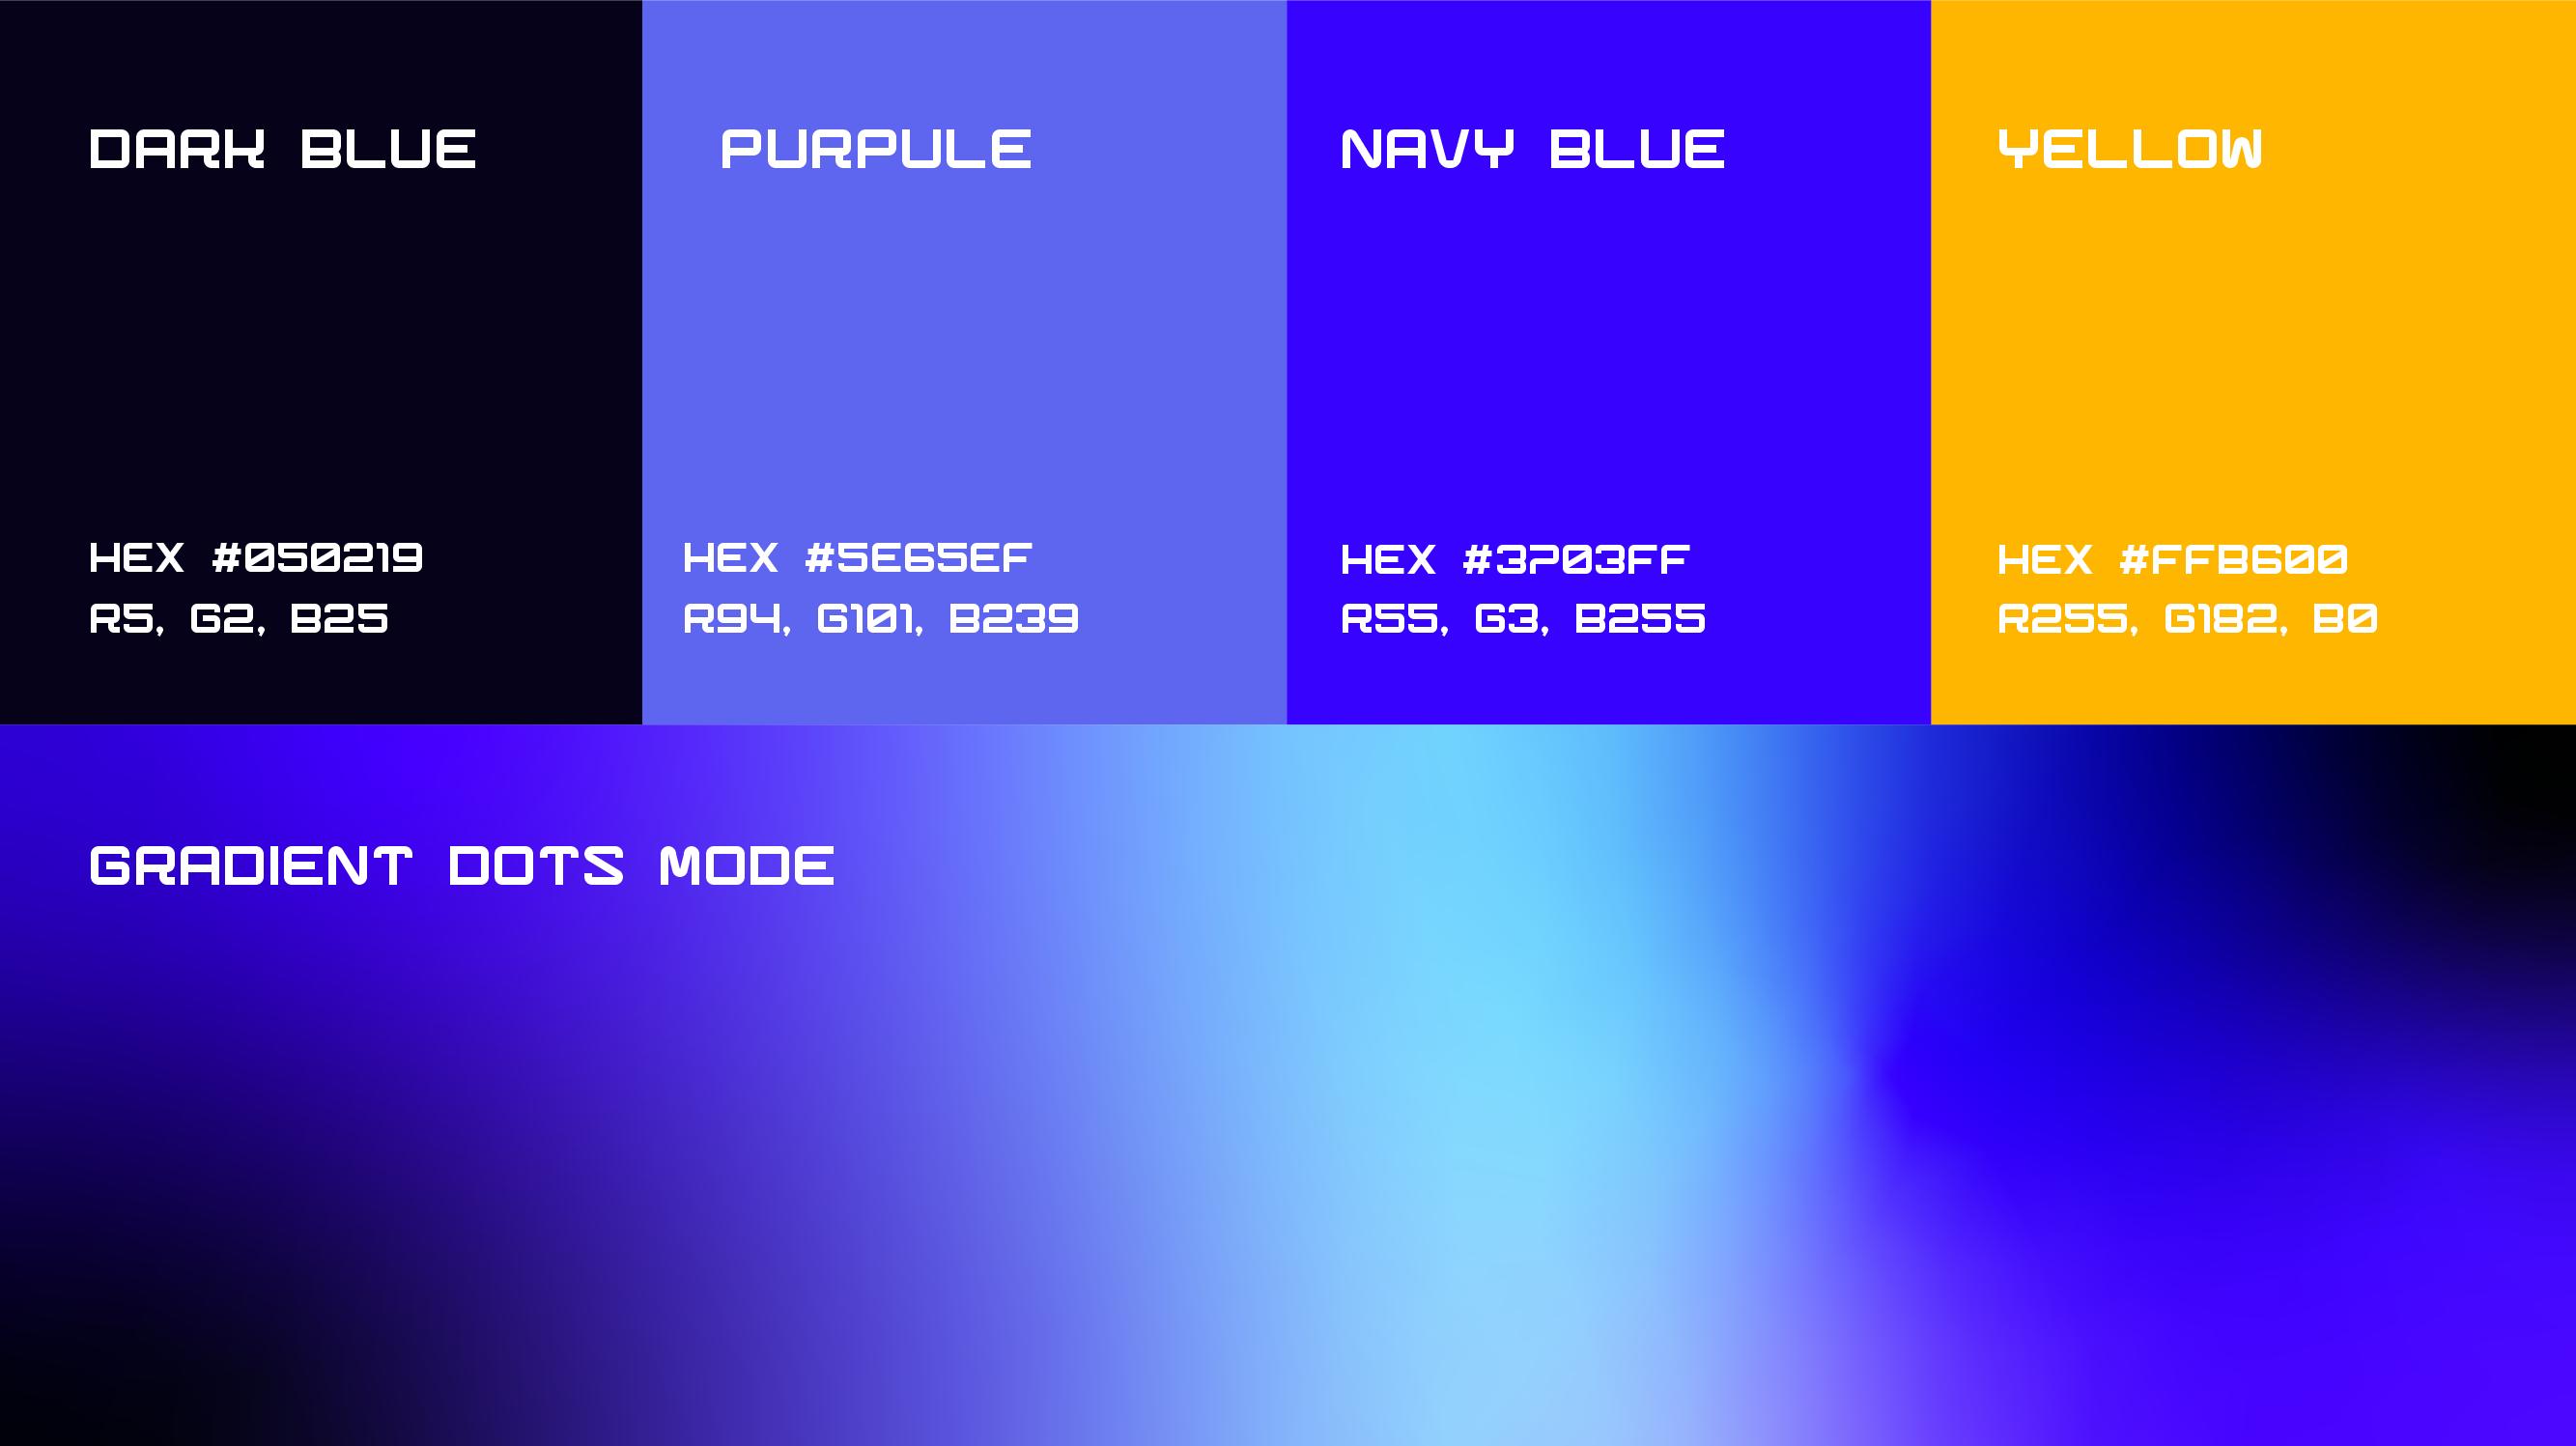 DARK BLUE
PURPULE
NAVY BLUE
YELLOW
HEX #050219
R5, G2, B25
HEX #5E65EF
R94, G101, B239
HEX #3703FF
R55, G3, B255
HEX #FFB600
R255, G182, B0
GRADIENT DOTS MODE